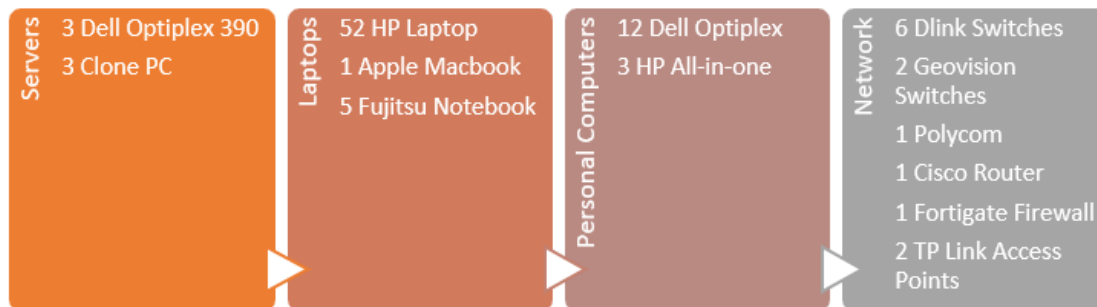 Servers
3 Dell Optiplex 390
3 Clone PC
Laptops
52 HP Laptop
1 Apple Macbook
5 Fujitsu Notebook
Personal Computers
12 Dell Optiplex
3 HP All-in-one
Network
6 Dlink Switches
2 Geovision
Switches
1 Polycom
1 Cisco Router
1 Fortigate Firewall
2 TP Link Access
Points